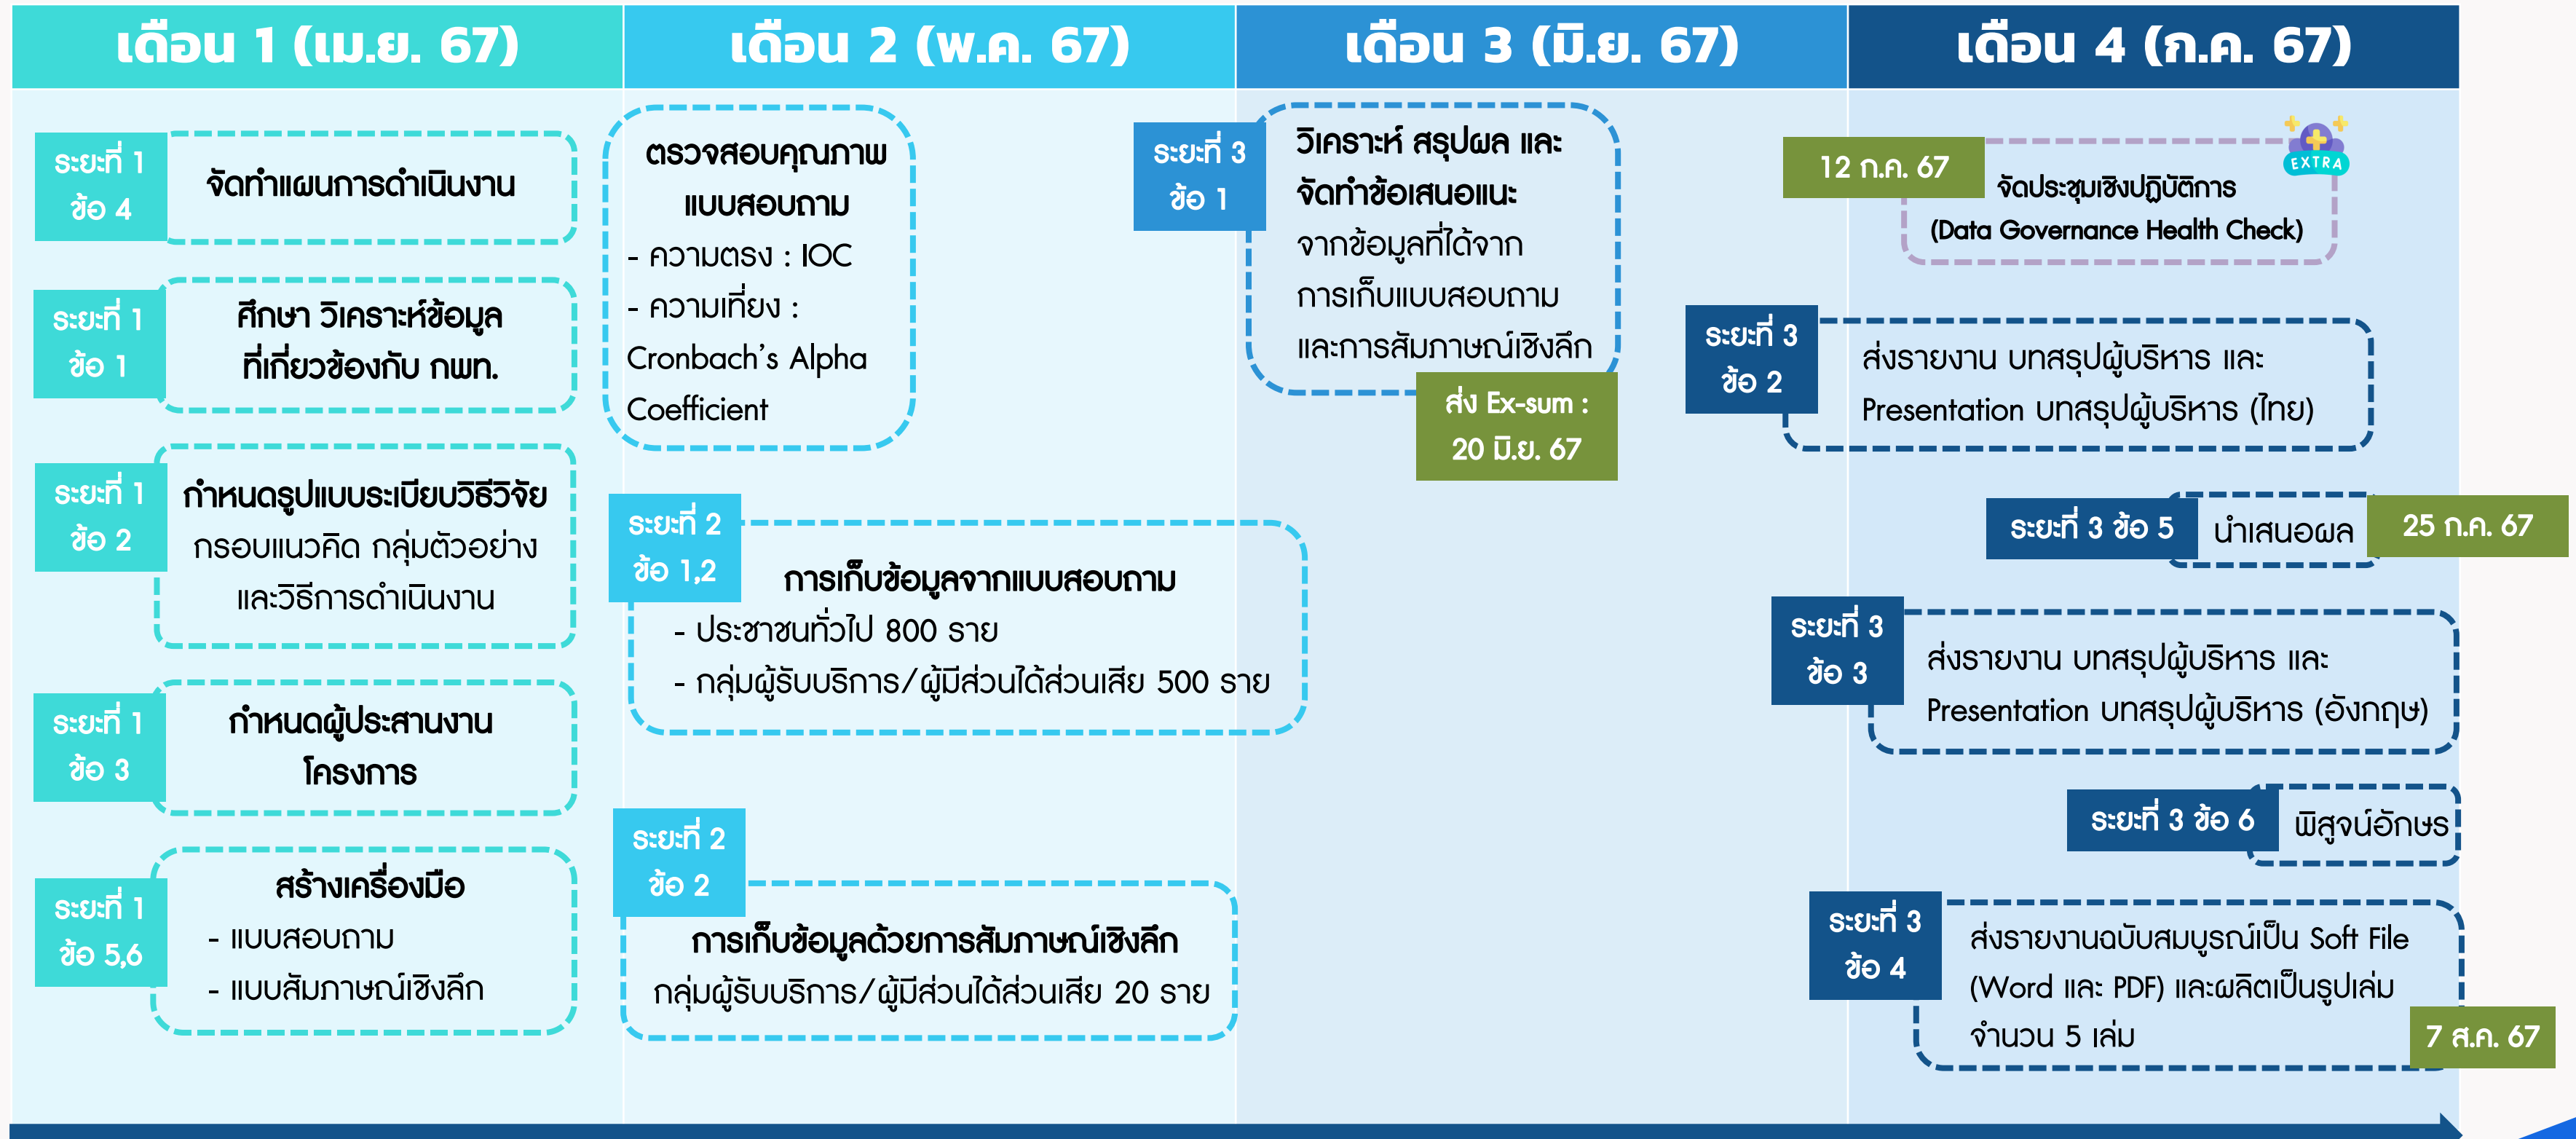 เดือน 1 (เม.ย. 67)
เดือน 2 (พ.ค. 67)
เดือน 3 (มิ.ย. 67)
เดือน 4 (ก.ค. 67)
ระยะที่ 1
ข้อ 4
จัดทำแผนการดำเนินงาน
ระยะที่ 1
ข้อ 1
ศึกษา วิเคราะห์ข้อมูล
ที่เกี่ยวข้องกับ กพท.
ระยะที่ 1
ข้อ 2
กำหนดรูปแบบระเบียบวิธีวิจัย
กรอบแนวคิด กลุ่มตัวอย่าง
และวิธีการดำเนินงาน
ระยะที่ 1
ข้อ 3
กำหนดผู้ประสานงาน
โครงการ
ระยะที่ 1
ข้อ 5,6
สร้างเครื่องมือ
- แบบสอบถาม
- แบบสัมภาษณ์เชิงลึก
ตรวจสอบคุณภาพ
แบบสอบถาม
- ความตรง : IOC
- ความเที่ยง :
Cronbach's Alpha
Coefficient
ระยะที่ 2
ข้อ 1,2
การเก็บข้อมูลจากแบบสอบถาม
- ประชาชนทั่วไป 800 ราย
- กลุ่มผู้รับบริการ/ผู้มีส่วนได้ส่วนเสีย 500 ราย
ระยะที่ 2
ข้อ 2
การเก็บข้อมูลด้วยการสัมภาษณ์เชิงลึก
กลุ่มผู้รับบริการ/ผู้มีส่วนได้ส่วนเสีย 20 ราย
ระยะที่ 3
ข้อ 1
วิเคราะห์ สรุปผล และ
จัดทำข้อเสนอแนะ
จากข้อมูลที่ได้จาก
การเก็บแบบสอบถาม
และการสัมภาษณ์เชิงลึก
ส่ง Ex-sum :
20 มิ.ย. 67
12 ก.ค. 67
EXTRA
จัดประชุมเชิงปฏิบัติการ
(Data Governance Health Check)
ระยะที่ 3
ข้อ 2
ส่งรายงาน บทสรุปผู้บริหาร และ
Presentation บทสรุปผู้บริหาร (ไทย)
ระยะที่ 3 ข้อ 5
นำเสนอผล
25 ก.ค. 67
ระยะที่ 3
ข้อ 3
ส่งรายงาน บทสรุปผู้บริหาร และ
Presentation บทสรุปผู้บริหาร (อังกฤษ)
ระยะที่ 3 ข้อ 6
พิสูจน์อักษร
ระยะที่ 3
ข้อ 4
ส่งรายงานฉบับสมบูรณ์เป็น Soft File
(Word และ PDF) และผลิตเป็นรูปเล่ม
จำนวน 5 เล่ม
7 ส.ค. 67